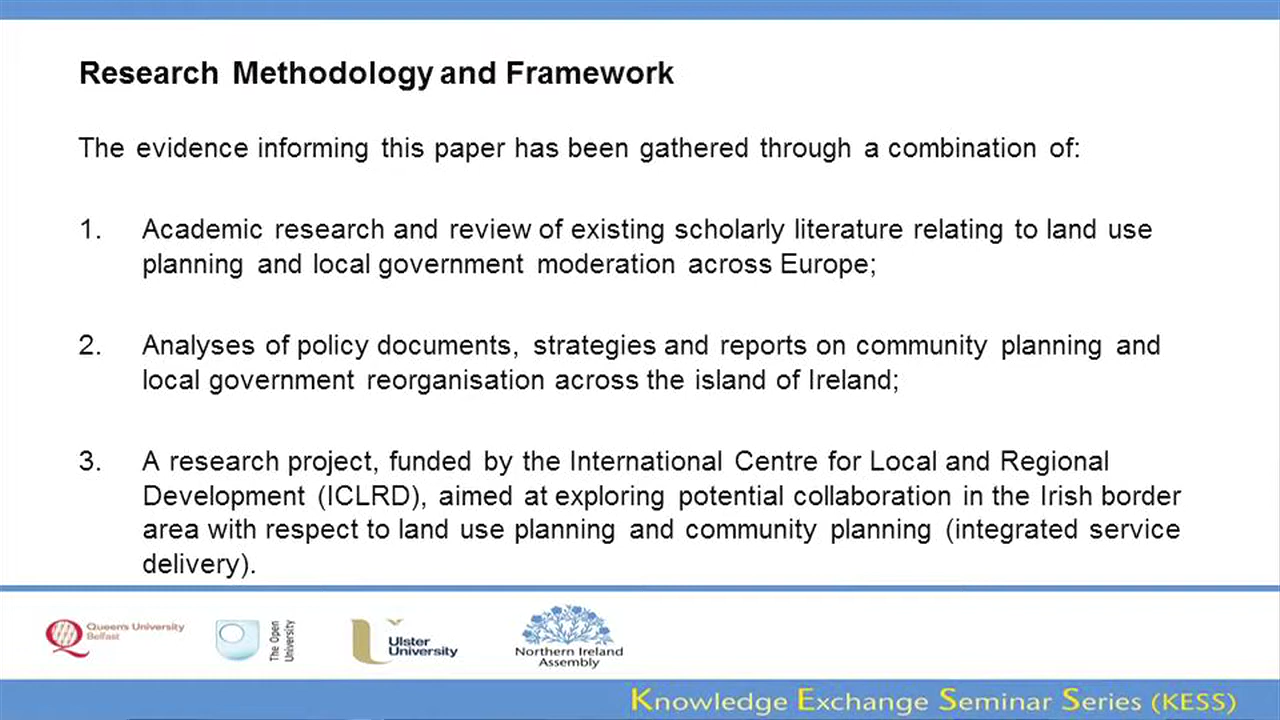 Research Methodology and Framework
The evidence informing this paper has been gathered through a combination of:
1. Academic research and review of existing scholarly literature relating to land use
planning and local government moderation across Europe;
2. Analyses of policy documents, strategies and reports on community planning and
local government reorganisation across the island of Ireland;
3. A research project, funded by the International Centre for Local and Regional
Development (ICLRD), aimed at exploring potential collaboration in the Irish border
area with respect to land use planning and community planning (integrated service
delivery).
Queen's University
Belfast
The Open
University
Ulster
University
Northern Ireland
Assembly
Knowledge Exchange Seminar Series (KESS)